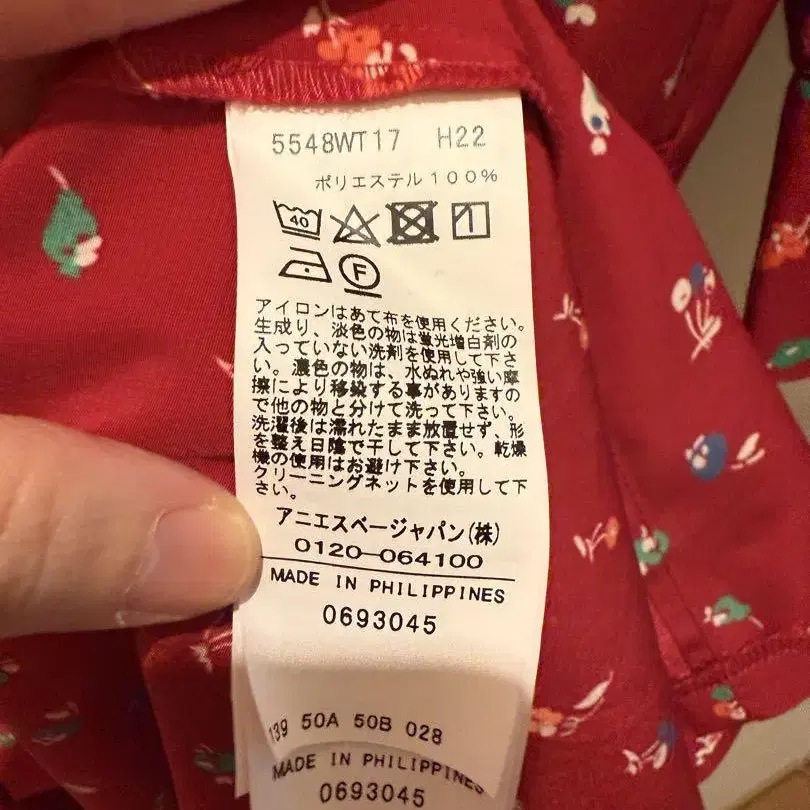 5548WT17 H22
ポリエステル100%
40
F
アイロンはあて布を使用ください。
生成り、淡色の物は蛍光増白剤の
入っていない洗剤を使用して下さ
い。濃色の物は、水ぬれや強い摩
擦により移染する事がありますの
で他の物と分けて洗って下さい。
洗濯後は濡れたまま放置せず、形
を整え日陰で干して下さい。乾燥
機の使用はお避け下さい。
クリーニングネットを使用して下
さい。
アニエスベージャパン(株)
0120-064100
MADE IN PHILIPPINES
0693045
139 50A 50B 028
MADE IN PHILIPPINES
0693045